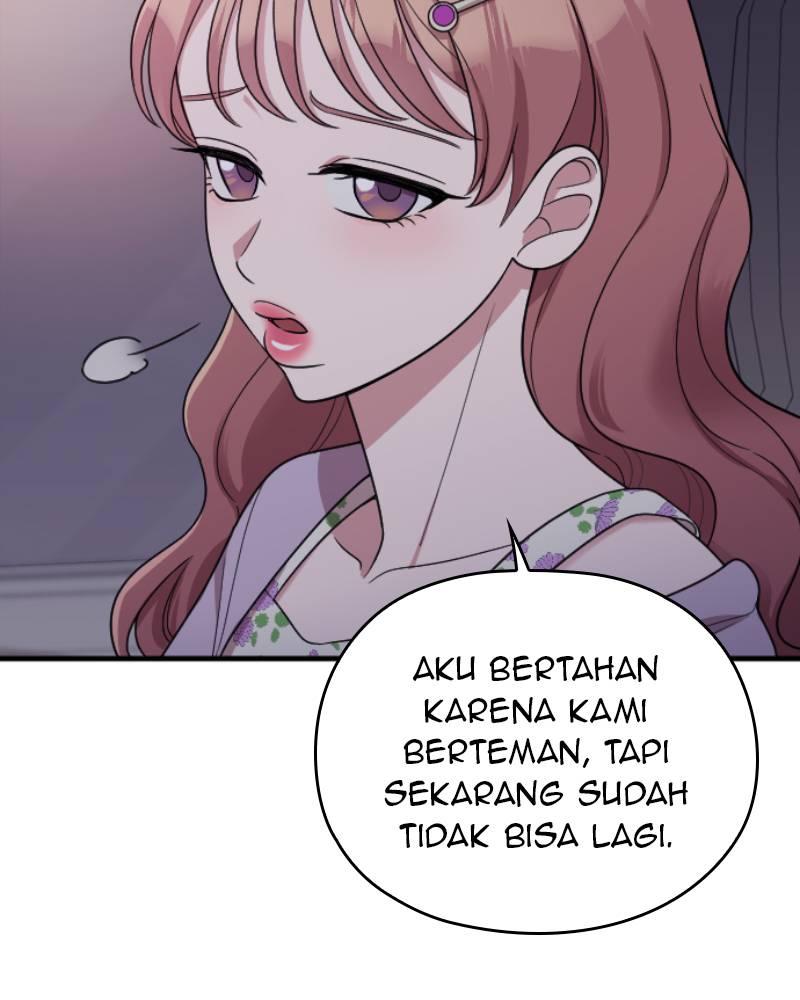 AKU BERTAHAN
KARENA KAMI
BERTEMAN, TAPI
SEKARANG SUDAH
TIDAK BISA LAGI.